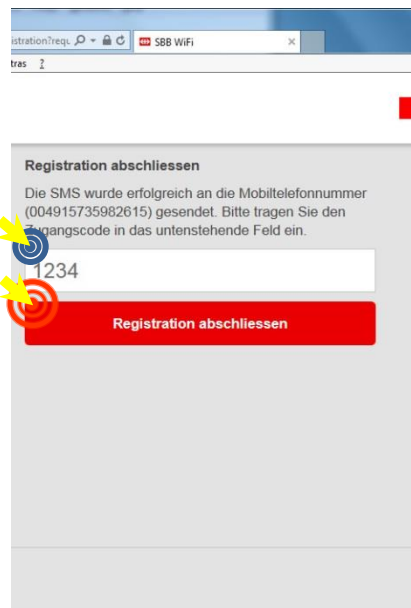 istration?requ
SBB WiFi
tras ?
Registration abschliessen
Die SMS wurde erfolgreich an die Mobiltelefonnummer
(004915735982615) gesendet. Bitte tragen Sie den
Zugangscode in das untenstehende Feld ein.
1234
Registration abschliessen